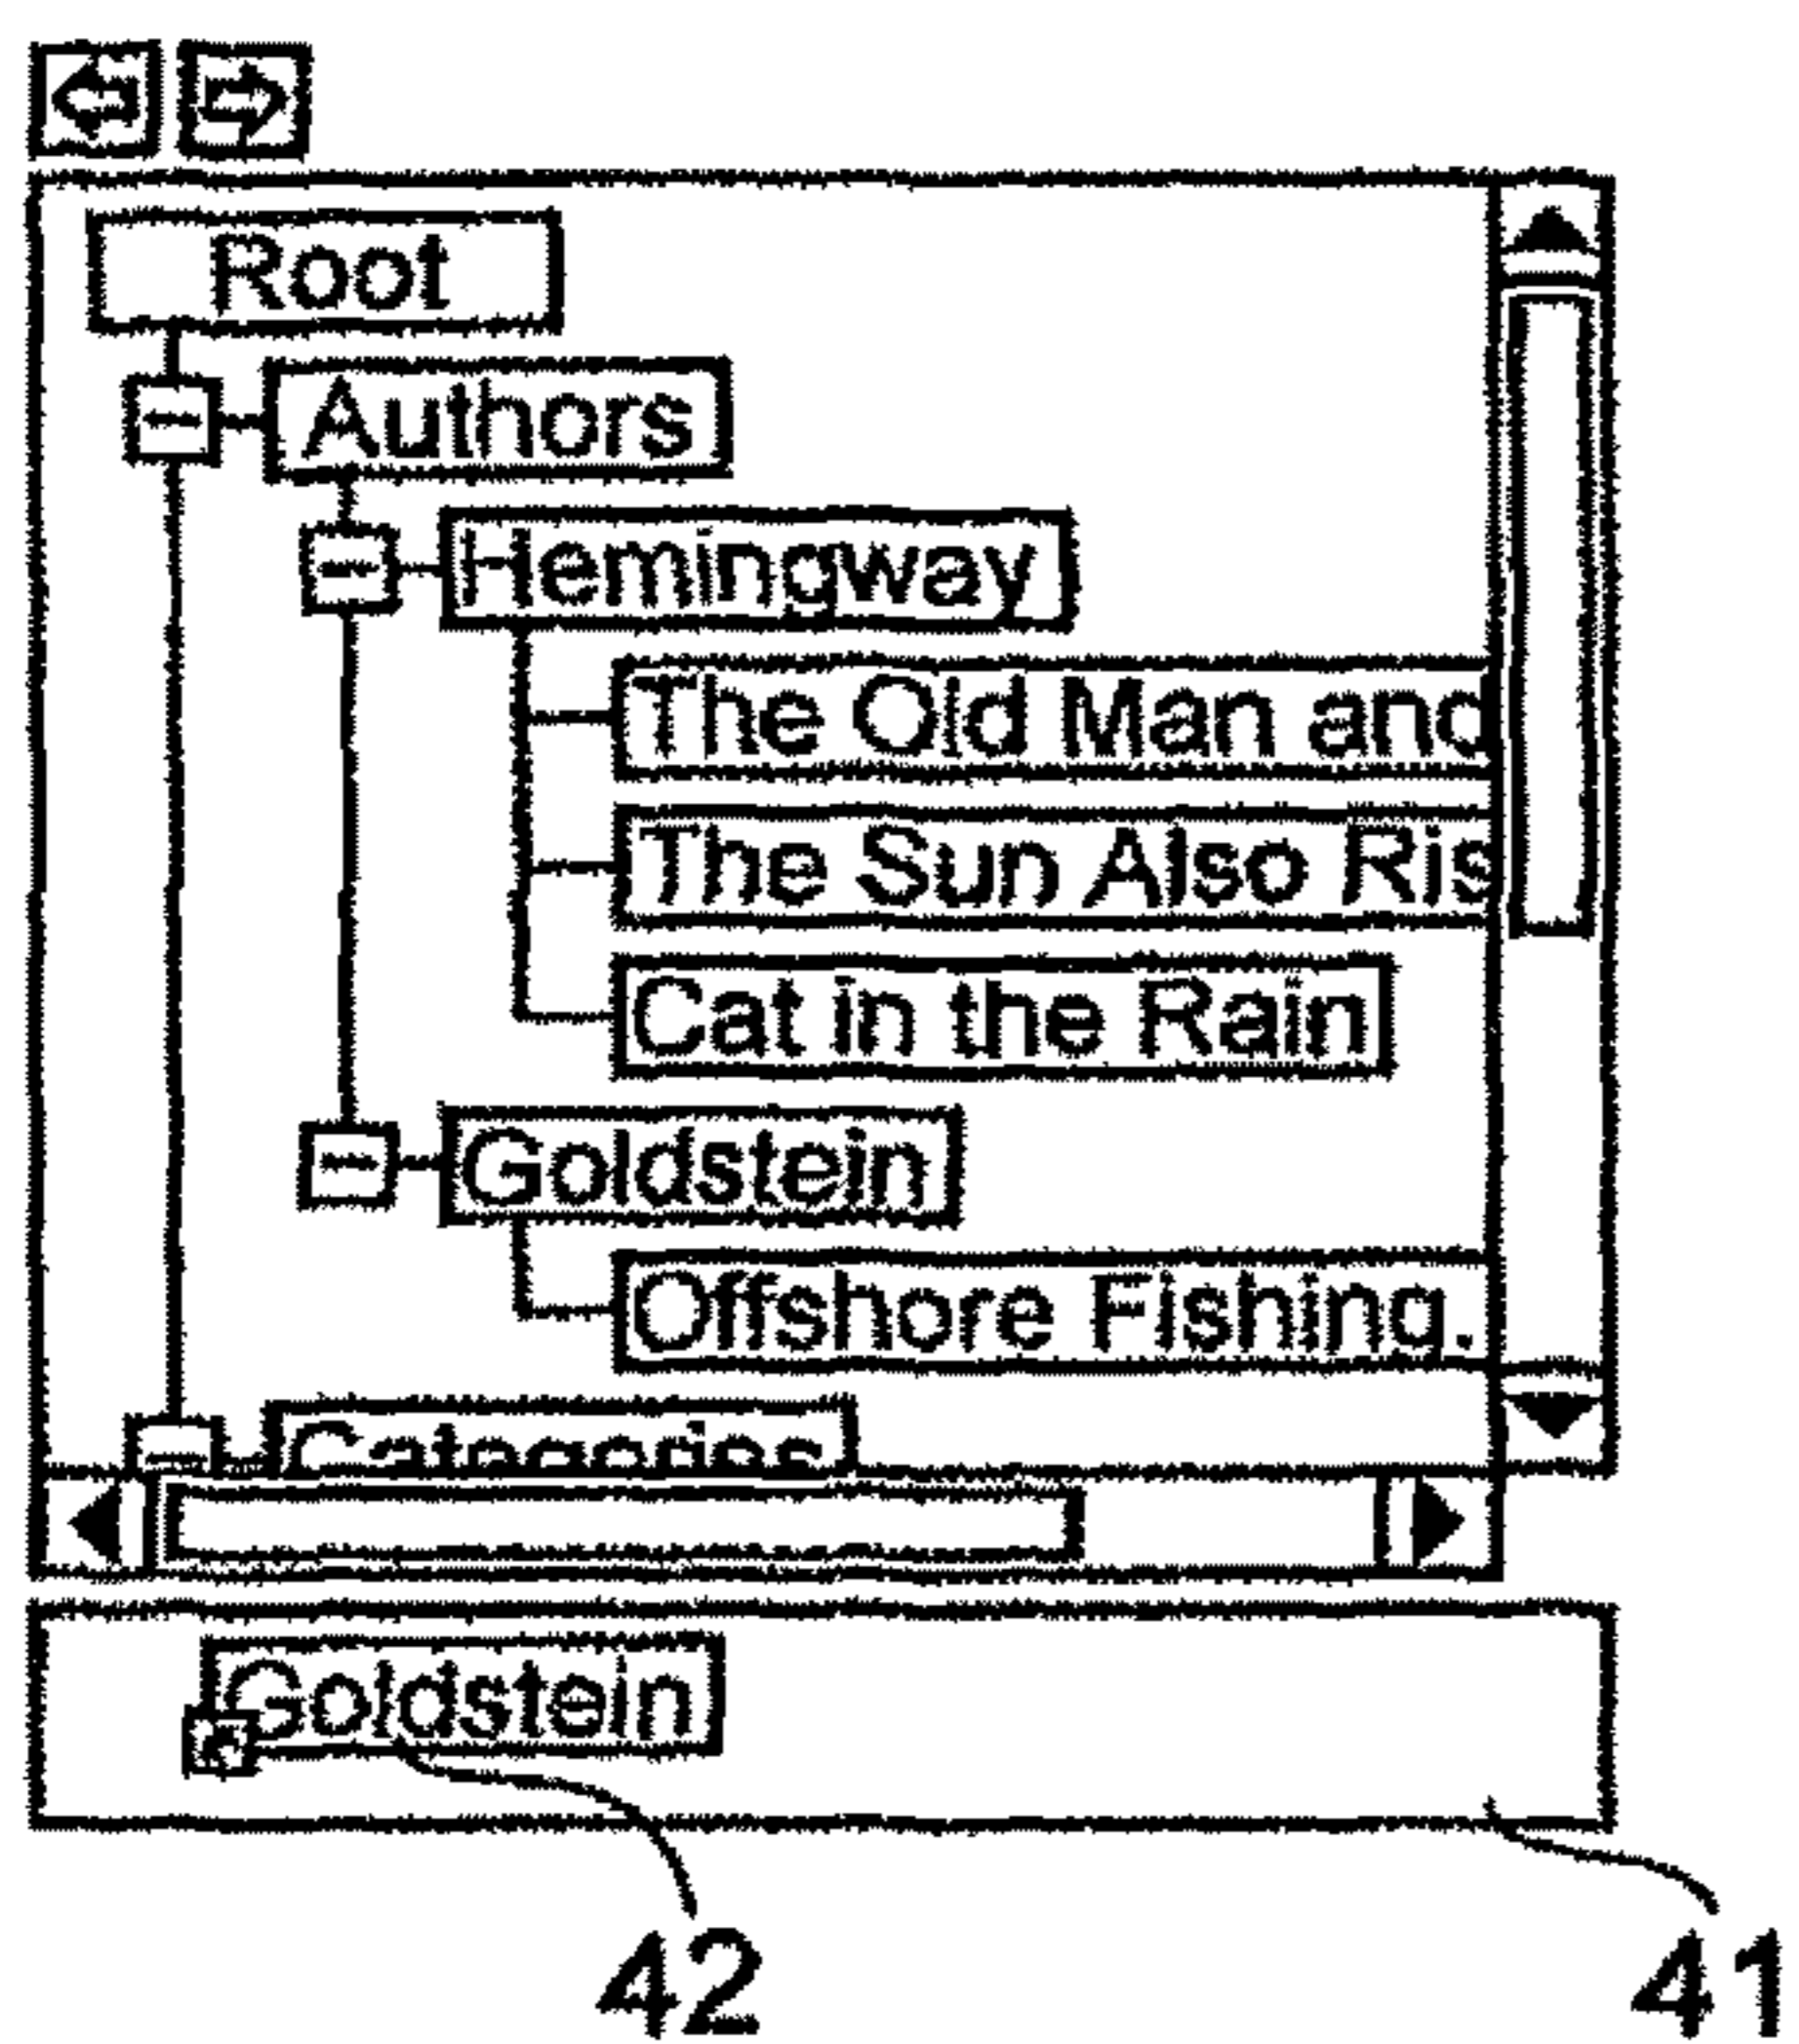 Root
Authors
Hemingway
The Old Man and
The Sun Also Ris
Cat in the Rain
Goldstein
Offshore Fishing.
Categories
Goldstein
42
41